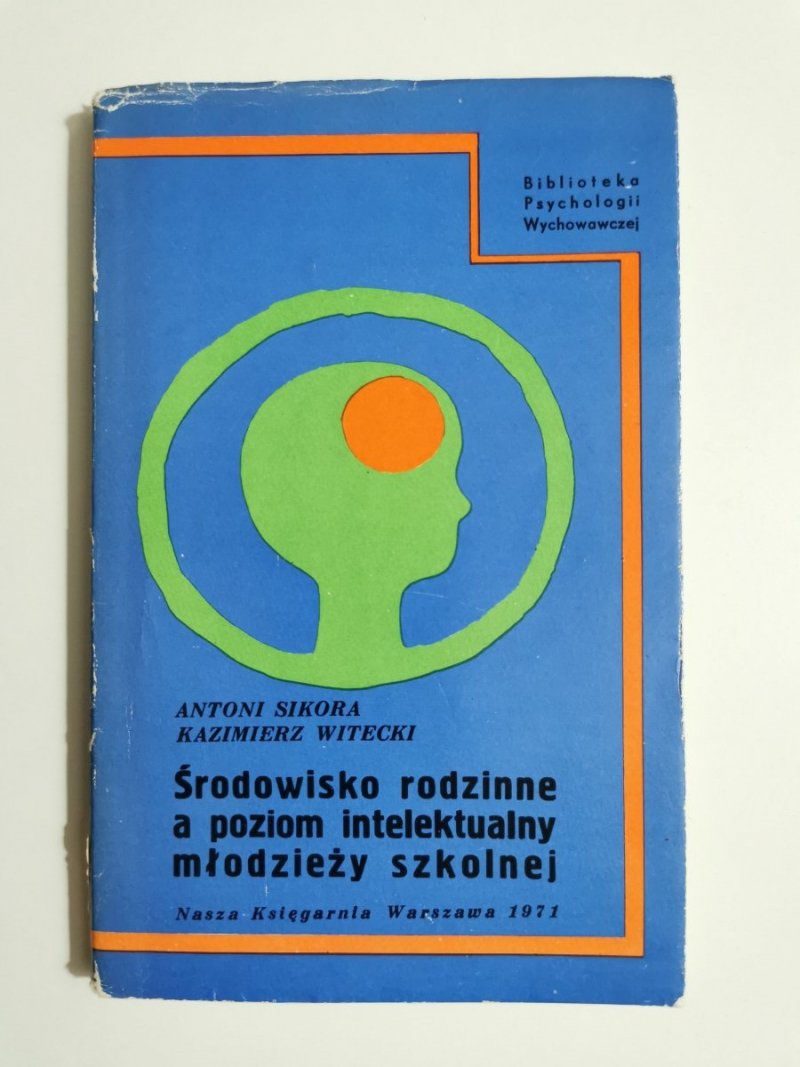 Biblioteka
Psychologii
Wychowawczej
ANTONI SIKORA
KAZIMIERZ WITECKI
Środowisko rodzinne
a poziom intelektualny
młodzieży szkolnej
Nasza Księgarnia Warszawa 1971